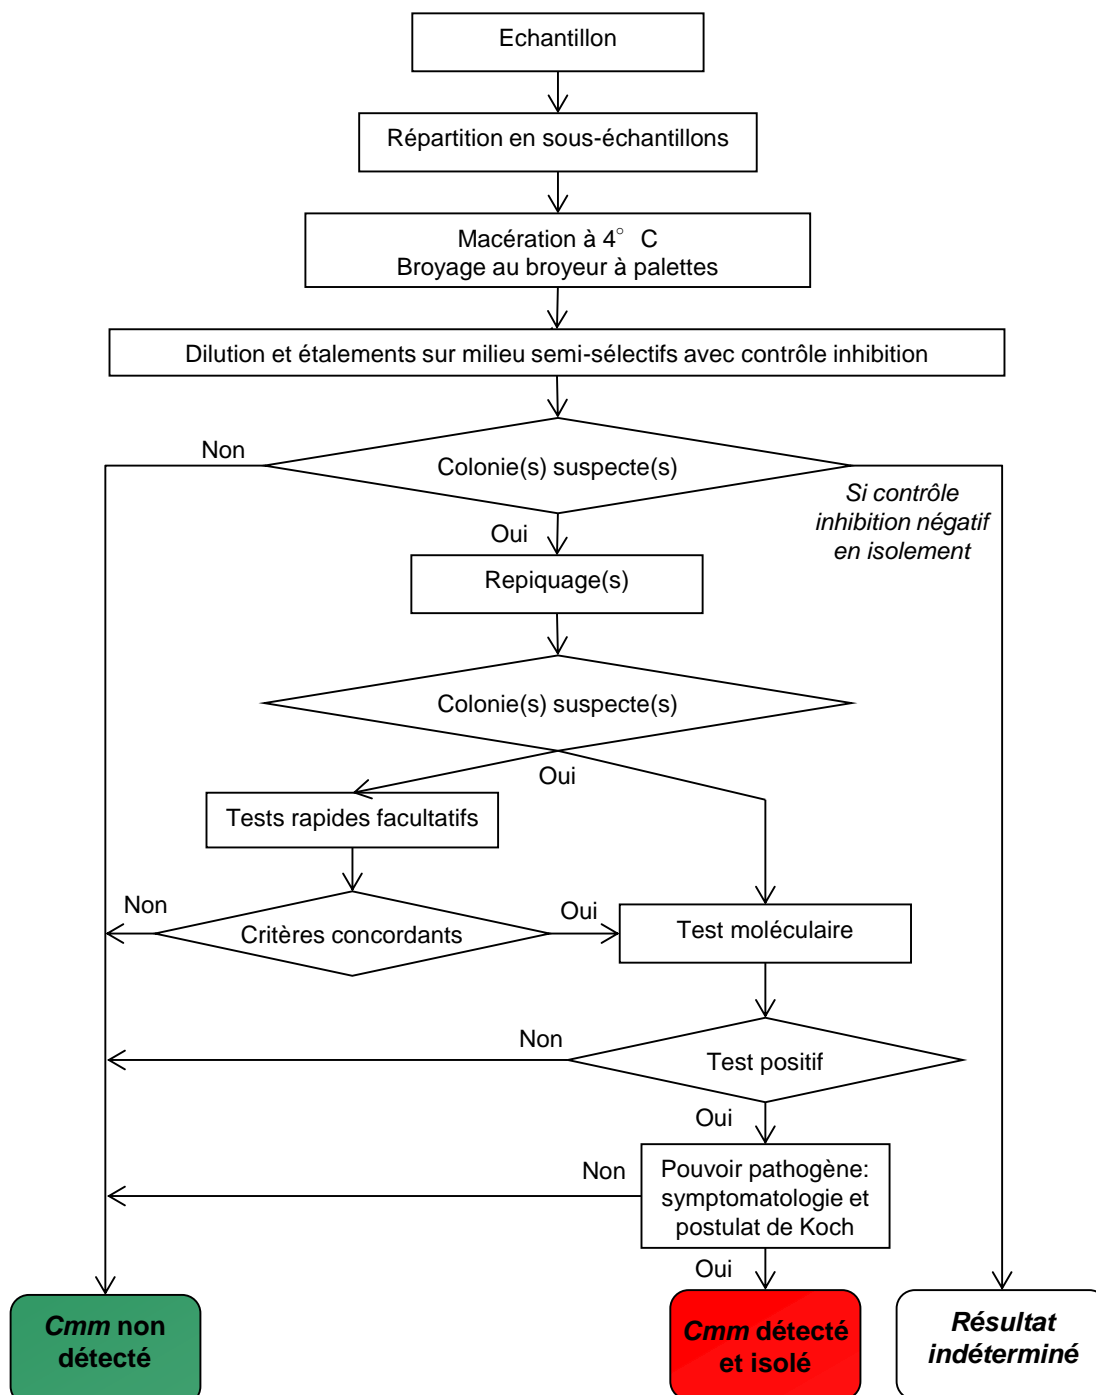 Echantillon
Répartition en sous-échantillons
Macération à 4° C
Broyage au broyeur à palettes
Dilution et étalements sur milieu semi-sélectifs avec contrôle inhibition
Non
Colonie(s) suspecte(s)
Si contrôle
inhibition négatif
en isolement
Oui
Repiquage(s)
Colonie(s) suspecte(s)
Oui
Tests rapides facultatifs
Non
Critères concordants
Oui
Test moléculaire
Non
Test positif
Oui
Non
Pouvoir pathogène:
symptomatologie et
postulat de Koch
Oui
Cmm non
détecté
Cmm détecté
et isolé
Résultat
indéterminé